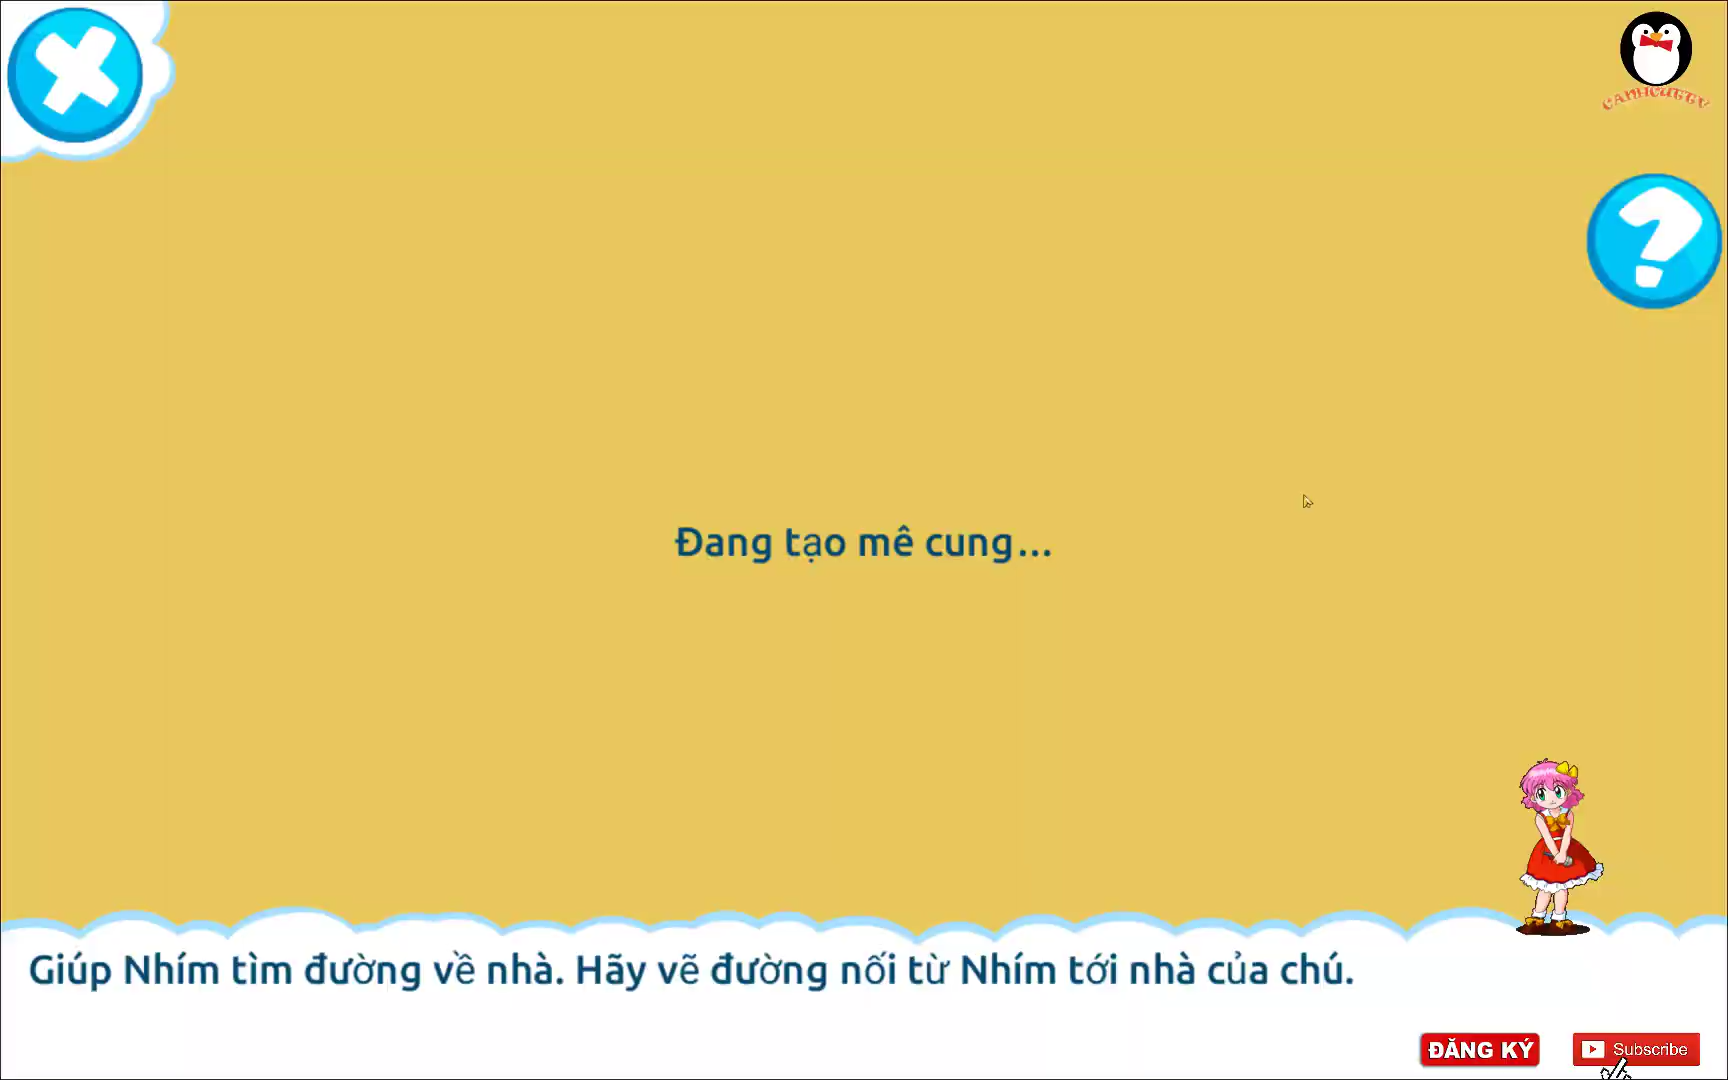 CANHCUTTV
Đang tạo mê cung...
Giúp Nhím tìm đường về nhà. Hãy vẽ đường nối từ Nhím tới nhà của chú.
ĐĂNG KÝ
Subscribe